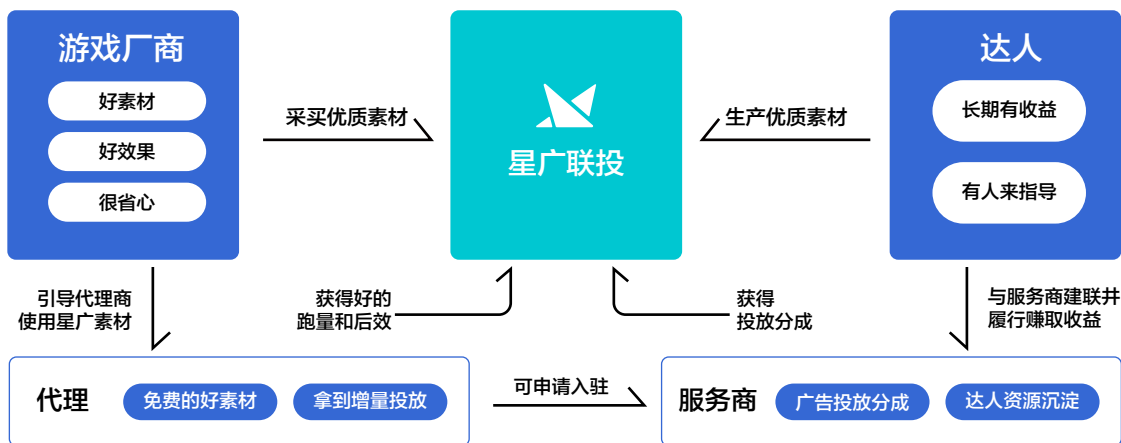 游戏厂商
好素材
好效果
很省心
采买优质素材
星广联投
生产优质素材
达人
长期有收益
有人来指导
引导代理商
使用星广素材
获得好的
跑量和后效
获得
投放分成
与服务商建联井
履行赚取收益
代理
免费的好素材
拿到增量投放
可申请入驻
服务商
广告投放分成
达人资源沉淀